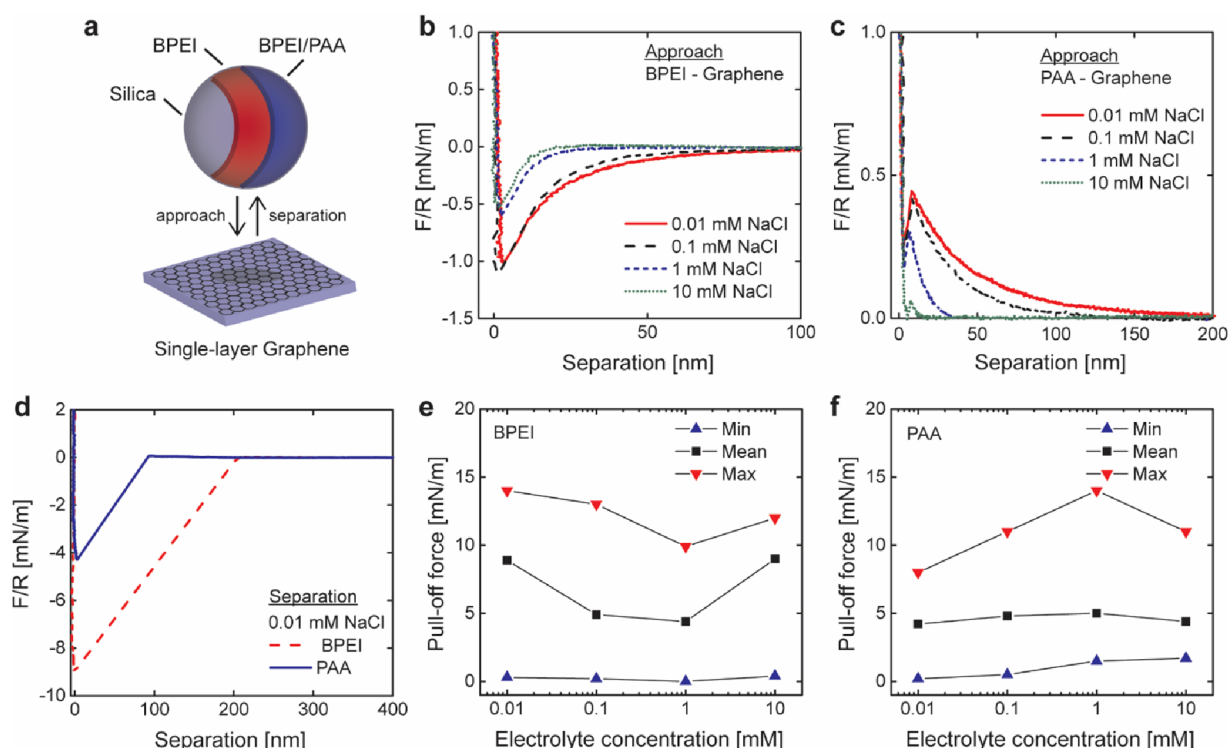 a
BPEI
BPEI/PAA
Silica
approach
separation
Single-layer Graphene
b
1.0
0.5
0.0
-0.5
-1.0
-1.5
F/R [mN/m]
Approach
BPEI - Graphene
0.01 mM NaCl
0.1 mM NaCl
1 mM NaCl
10 mM NaCl
0
50
100
Separation [nm]
c
1.0
0.5
0.0
F/R [mN/m]
Approach
PAA - Graphene
0.01 mM NaCl
0.1 mM NaCl
1 mM NaCl
10 mM NaCl
0
50
100
150
200
Separation [nm]
d
2
0
-2
-4
-6
-8
-10
F/R [mN/m]
Separation
0.01 mM NaCl
BPEI
PAA
0
100
200
300
400
Separation [nm]
e
20
15
10
5
0
Pull-off force [mN/m]
BPEI
Min
Mean
Max
0.01
0.1
1
10
Electrolyte concentration [mM]
f
20
15
10
5
0
Pull-off force [mN/m]
PAA
Min
Mean
Max
0.01
0.1
1
10
Electrolyte concentration [mM]